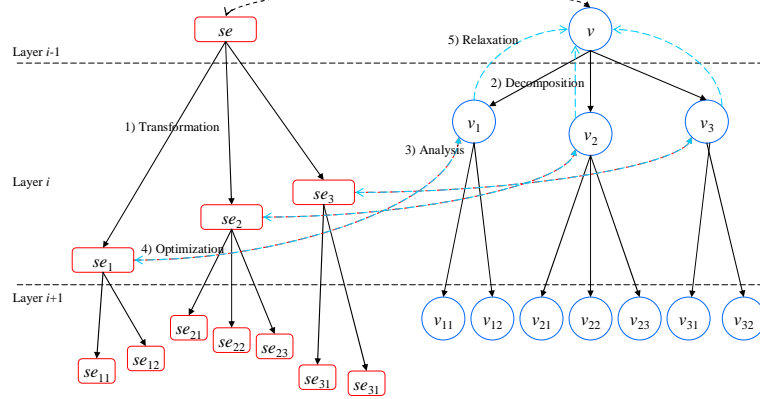 se
v
5) Relaxation
Layer i-1
2) Decomposition
1) Transformation
v1
v2
v3
3) Analysis
Layer i
se3
se2
4) Optimization
se1
Layer i+1
se21
se22
se23
se11
se12
se31
se31
v11
v12
v21
v22
v23
v31
v32